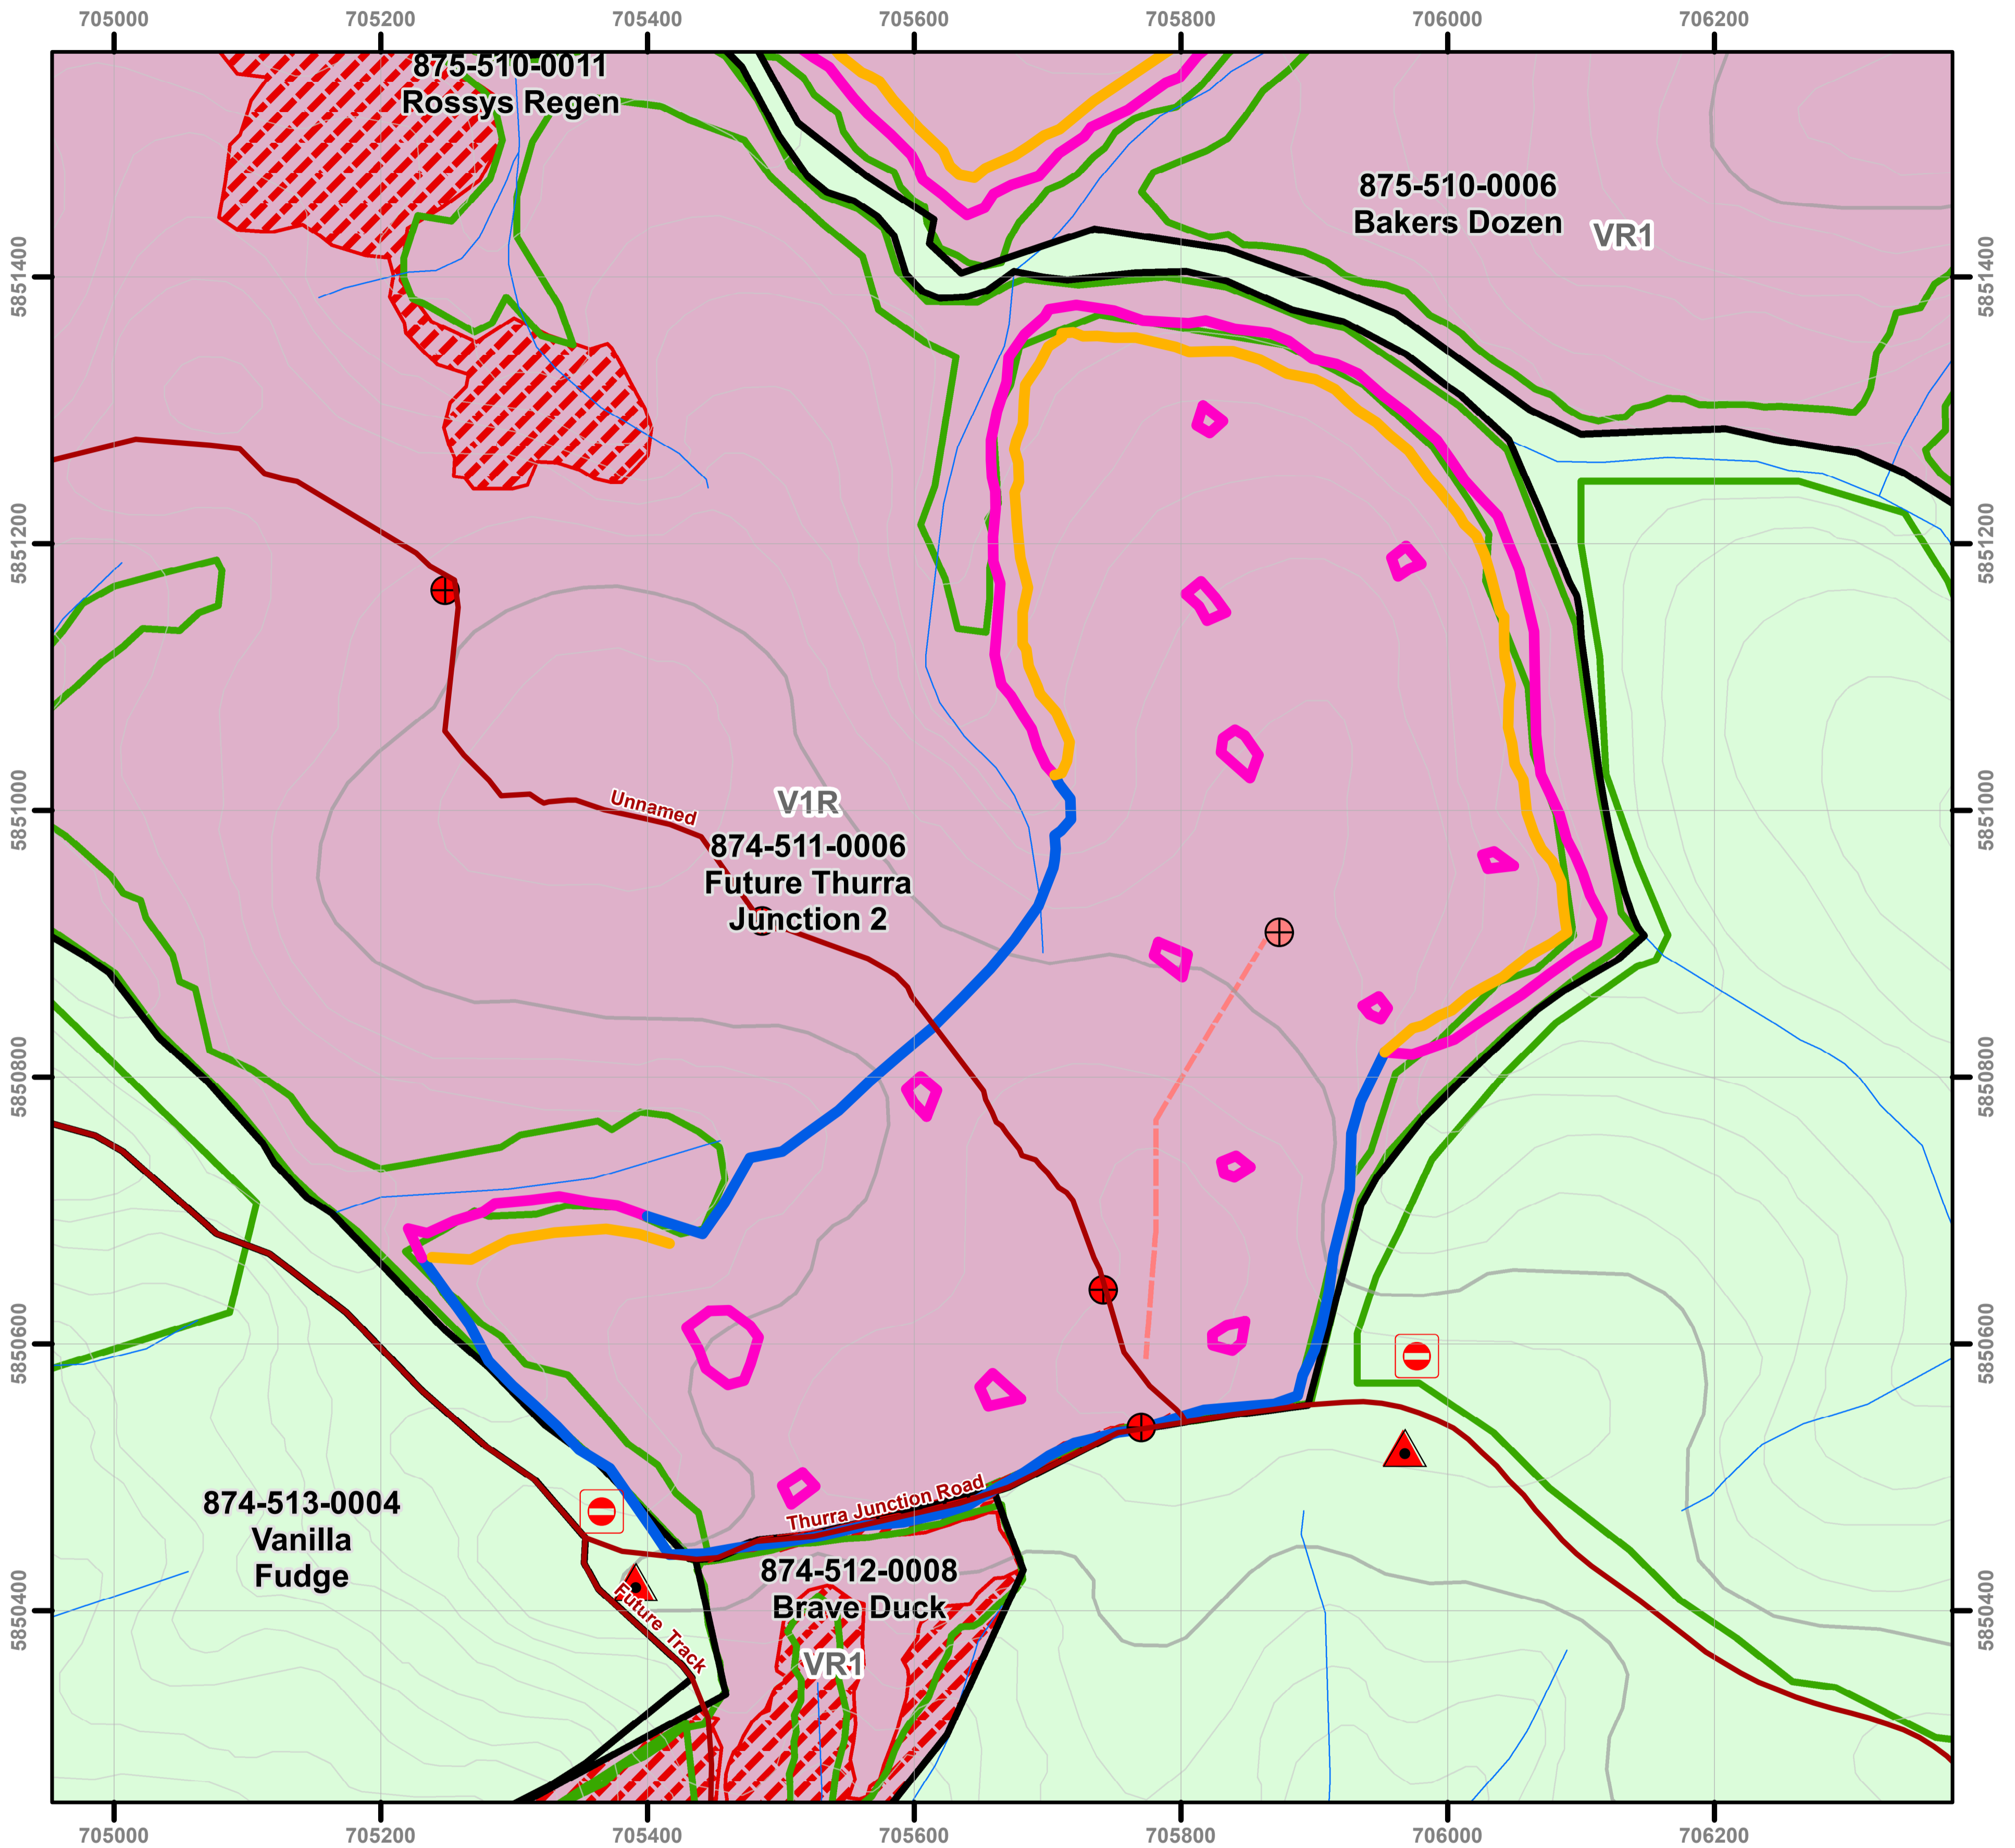 705000 705200 705400 705600 705800 706000 706200
875-510-0011
Rossys Regen
875-510-0006
Bakers Dozen
VR1
5851400 5851400
5851200 5851200
Unnamed
V1R
5851000 5851000
874-511-0006
Future Thurra
Junction 2
5850800 5850800
5850600 5850600
Thurra Junction Road
874-513-0004
Vanilla
Fudge
874-512-0008
Brave Duck
5850400 5850400
Future Track
VR1
705000 705200 705400 705600 705800 706000 706200